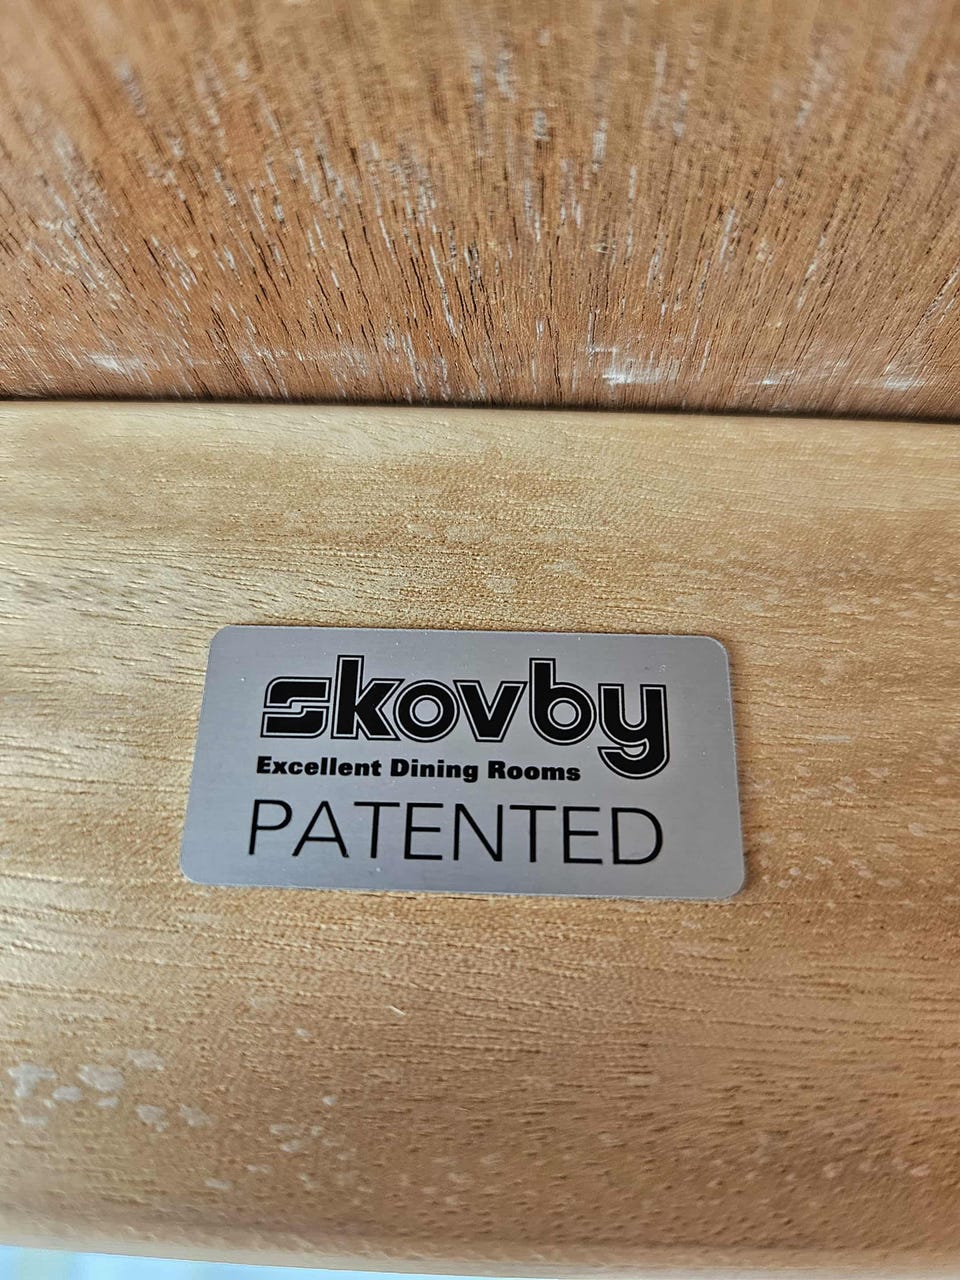 skovby
Excellent Dining Rooms
PATENTED